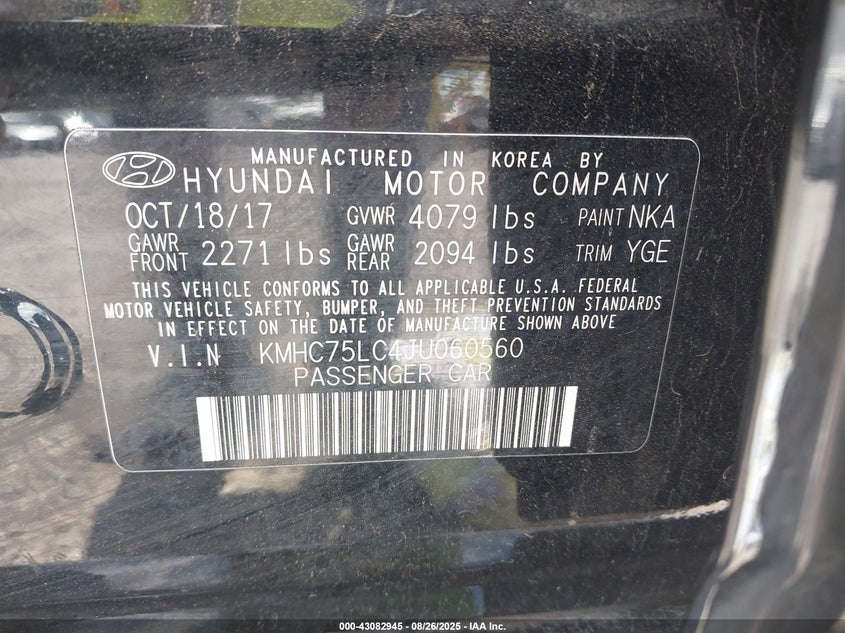 MANUFACTURED IN KOREA BY
HYUNDAI MOTOR COMPANY
OCT/18/17 GVWR 4079 lbs PAINT NKA
GAWR FRONT 2271 lbs GAWR REAR 2094 lbs TRIM YGE
THIS VEHICLE CONFORMS TO ALL APPLICABLE U.S.A. FEDERAL
MOTOR VEHICLE SAFETY, BUMPER, AND THEFT PREVENTION STANDARDS
IN EFFECT ON THE DATE OF MANUFACTURE SHOWN ABOVE
V.I.N KMHC75LC4JU060560
PASSENGER CAR
000-43082945 - 08/26/2025 - IAA Inc.